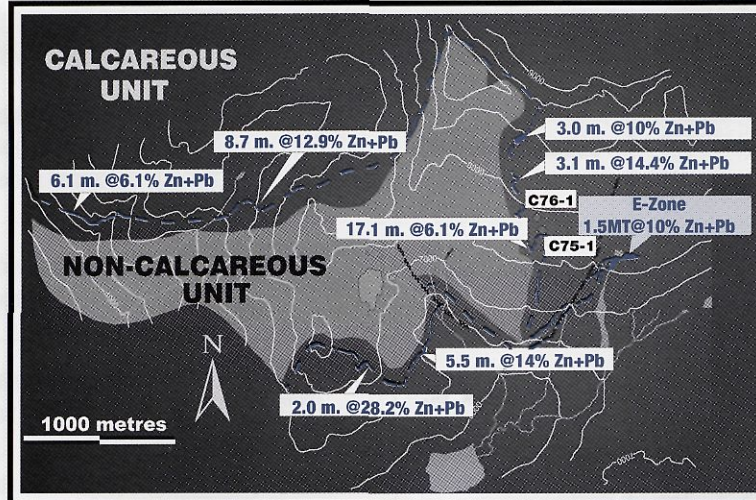 CALCAREOUS
UNIT
8.7 m. @12.9% Zn+Pb
6.1 m. @6.1% Zn+Pb
3.0 m. @10% Zn+Pb
3.1 m. @14.4% Zn+Pb
C76-1
E-Zone
1.5MT@10% Zn+Pb
17.1 m. @6.1% Zn+Pb
C75-1
NON-CALCAREOUS
UNIT
N
5.5 m. @14% Zn+Pb
2.0 m. @28.2% Zn+Pb
1000 metres
7000